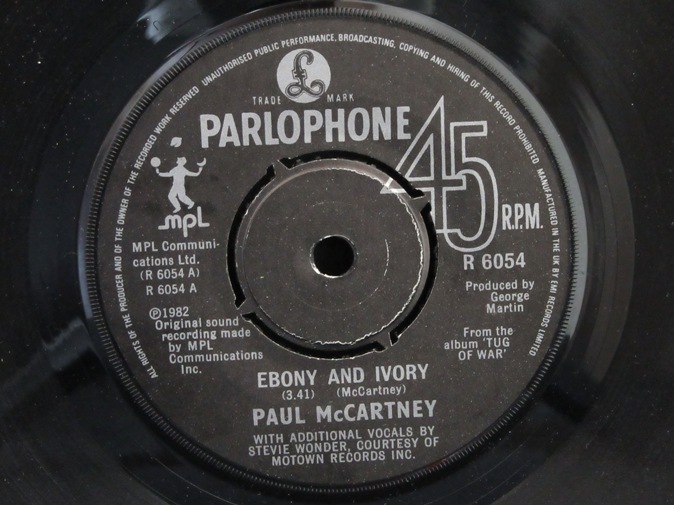 ALL RIGHTS OF THE PRODUCER AND OF THE OWNER OF THE RECORDED WORK RESERVED UNAUTHORISED PUBLIC PERFORMANCE, BROADCASTING, COPYING AND HIRING OF THIS RECORD PROHIBITED MANUFACTURED IN THE UK BY EMI RECORDS LIMITED
£
TRADE MARK
PARLOPHONE
45
R.P.M.
mpL
MPL Communi-
cations Ltd.
(R 6054 A)
R 6054 A
℗1982
Original sound
recording made
by MPL
Communications
Inc.
R 6054
Produced by
George
Martin
From the
album 'TUG
OF WAR'
EBONY AND IVORY
(3.41) (McCartney)
PAUL McCARTNEY
WITH ADDITIONAL VOCALS BY
STEVIE WONDER, COURTESY OF
MOTOWN RECORDS INC.